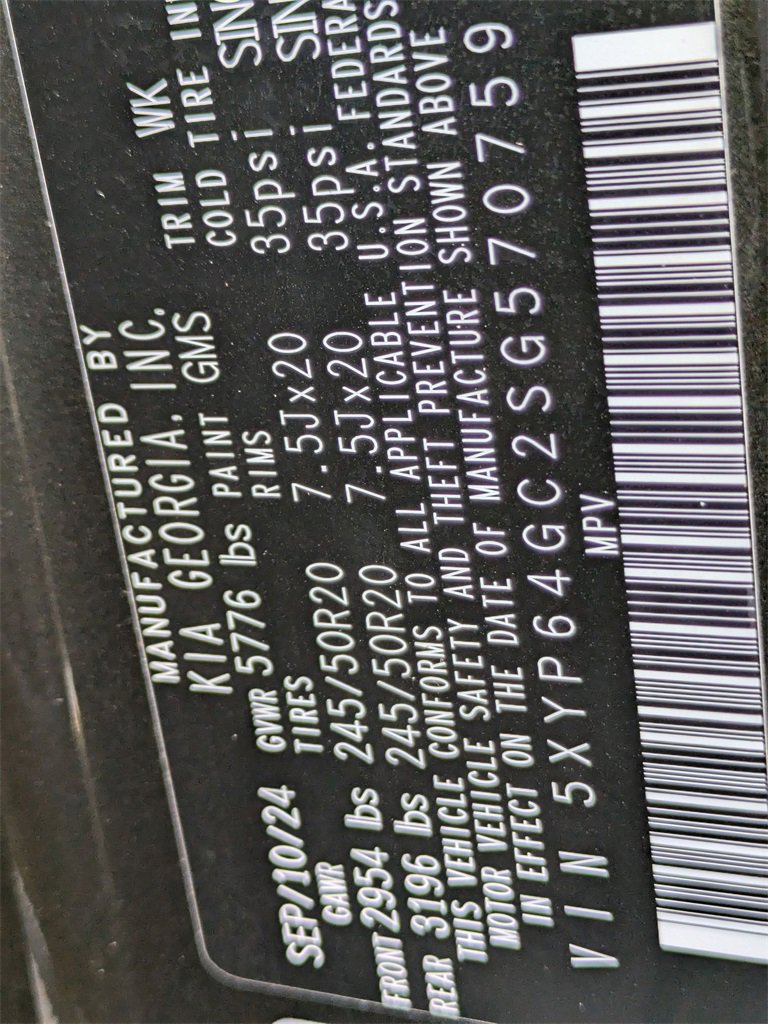 MANUFACTURED BY
KIA GEORGIA, INC.
SEP/10/24 GVWR 5776 lbs PAINT GMS TRIM WK
GAWR TIRES RIMS COLD TIRE
FRONT 2954 lbs 245/50R20 7.5Jx20 35psi
REAR 3196 lbs 245/50R20 7.5Jx20 35psi
THIS VEHICLE CONFORMS TO ALL APPLICABLE U.S.A. FEDERA
MOTOR VEHICLE SAFETY AND THEFT PREVENTION STANDARDS
IN EFFECT ON THE DATE OF MANUFACTURE SHOWN ABOVE
VIN 5XYP64GC2SG570759
MPV